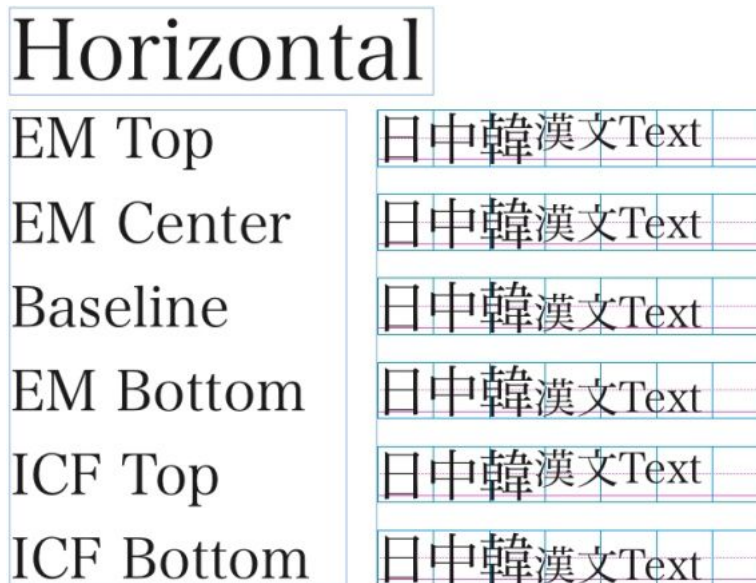 Horizontal
EM Top 日中韓漢文Text
EM Center 日中韓漢文Text
Baseline 日中韓漢文Text
EM Bottom 日中韓漢文Text
ICF Top 日中韓漢文Text
ICF Bottom 日中韓漢文Text